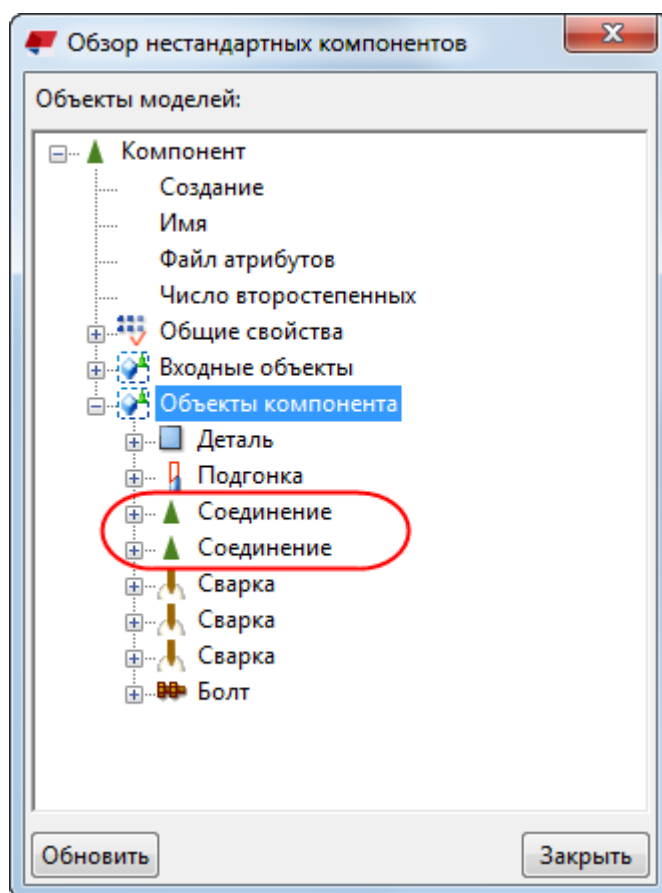 Обзор нестандартных компонентов
Объекты моделей:
Компонент
Создание
Имя
Файл атрибутов
Число второстепенных
Общие свойства
Входные объекты
Объекты компонента
Деталь
Подгонка
Соединение
Соединение
Сварка
Сварка
Сварка
Болт
Обновить
Закрыть